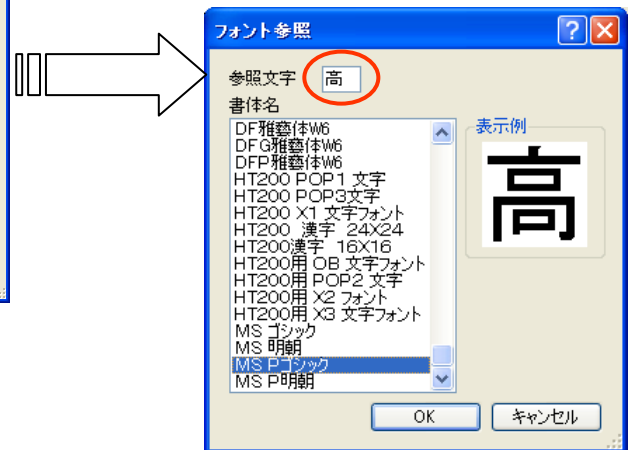 フォント参照
参照文字 高
書体名
DF雅藝体W6
DFG雅藝体W6
DFP雅藝体W6
HT200 POP1 文字
HT200 POP3文字
HT200 X1 文字フォント
HT200 漢字 24X24
HT200漢字 16X16
HT200用 OB 文字フォント
HT200用 POP2 文字
HT200用 X2 フォント
HT200用 X3 文字フォント
MS ゴシック
MS 明朝
MS Pゴシック
MS P明朝
表示例
高
OK
キャンセル